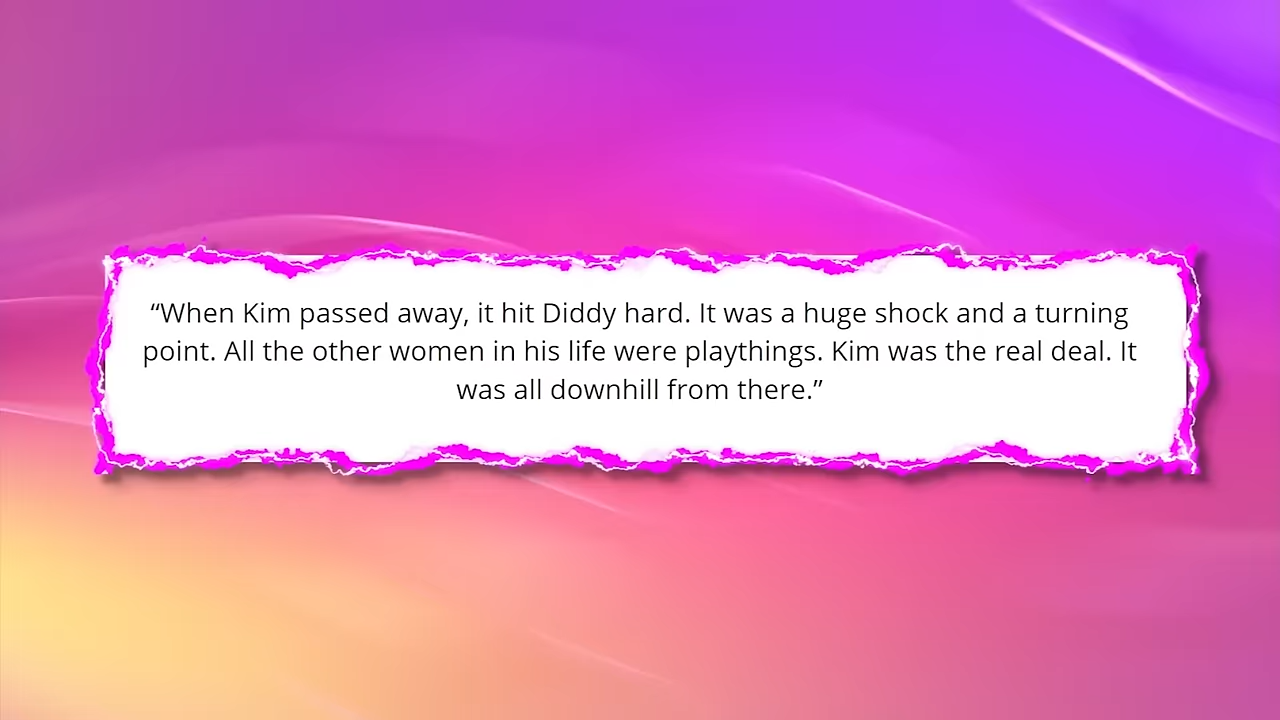 “When Kim passed away, it hit Diddy hard. It was a huge shock and a turning
point. All the other women in his life were playthings. Kim was the real deal. It
was all downhill from there.”